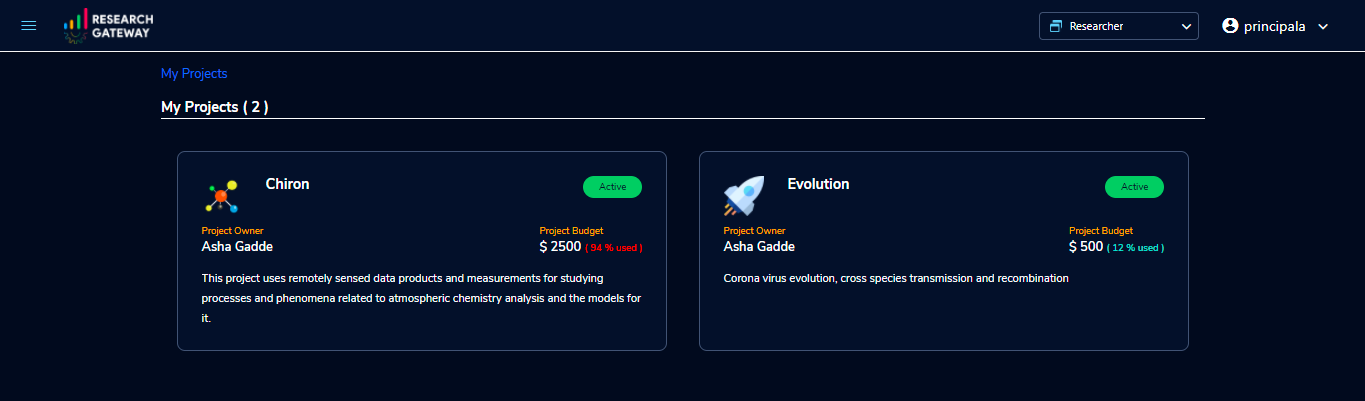 RESEARCH
GATEWAY
Researcher
principala
My Projects
My Projects ( 2 )
Chiron
Active
Project Owner
Project Budget
Asha Gadde
$ 2500 ( 94 % used )
This project uses remotely sensed data products and measurements for studying
processes and phenomena related to atmospheric chemistry analysis and the models for
it.
Evolution
Active
Project Owner
Project Budget
Asha Gadde
$ 500 ( 12 % used )
Corona virus evolution, cross species transmission and recombination